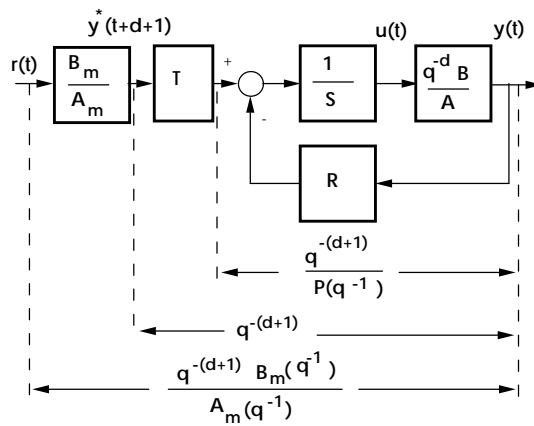 y*(t+d+1)
r(t)
B_m
A_m
T
+
-
1
S
u(t)
q^-d B
A
y(t)
R
q^-(d+1)
P(q^-1)
q^-(d+1)
q^-(d+1) B_m(q^-1)
A_m(q^-1)